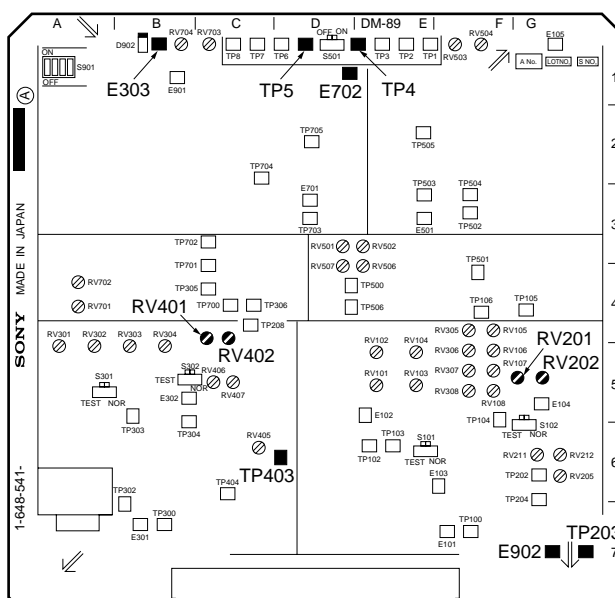 A B C D DM-89 E F G
D902 RV704 RV703 OFF ON RV504 E105
ON S901 TP8 TP7 TP6 S501 TP3 TP2 TP1 RV503
OFF A No. LOTNO. S NO.
E303 TP5 TP4
E901 E702 1
A
TP705 TP505 2
TP704
E701 TP503 TP504 3
TP703 E501 TP502
TP702 RV501 RV502
TP701 RV507 RV506 TP501
RV702 TP305 TP500 4
RV701 TP700 TP306 TP506 TP106 TP105
RV401 TP208
RV301 RV302 RV303 RV304 RV305 RV105
RV402 RV102 RV104 RV306 RV106 RV201
S301 S302 RV406 RV307 RV107 RV202
TEST NOR TEST NOR RV407 RV101 RV103 RV308 RV108 5
E302 E104
TP303 TP304 E102 TP104 S102
TEST NOR
RV405 TP102 TP103 S101 RV211 RV212 6
TEST NOR
TP403 E103 TP202 RV205
TP302 TP404 TP204
E301 TP300 E101 TP100 TP203
E902 7
SONY MADE IN JAPAN
1-648-541-